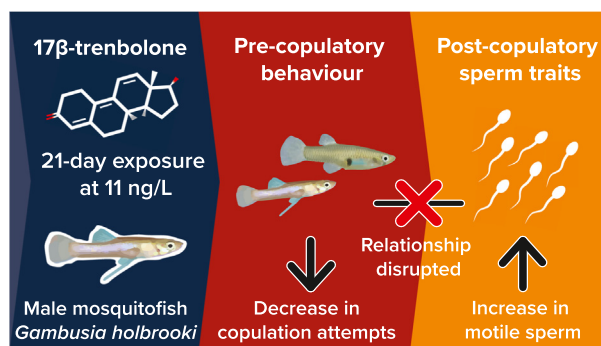 17β-trenbolone
21-day exposure
at 11 ng/L
Male mosquitofish
Gambusia holbrooki
Pre-copulatory
behaviour
Decrease in
copulation attempts
Relationship
disrupted
Post-copulatory
sperm traits
Increase in
motile sperm